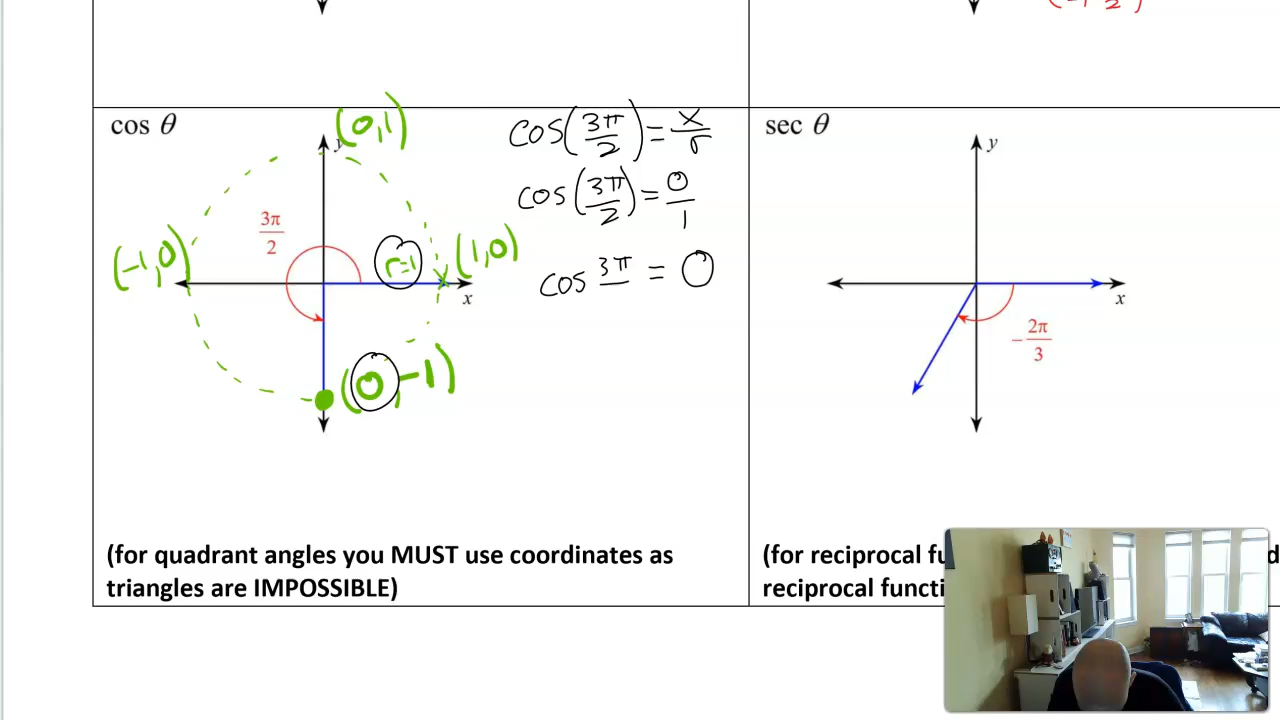 cos θ
(0,1)
y
cos(3π/2) = x/r
cos(3π/2) = 0/1
cos 3π = 0
3π/2
(-1,0)
r=1
(1,0)
x
(0,-1)
(for quadrant angles you MUST use coordinates as
triangles are IMPOSSIBLE)
sec θ
y
x
-2π/3
(for reciprocal
reciprocal